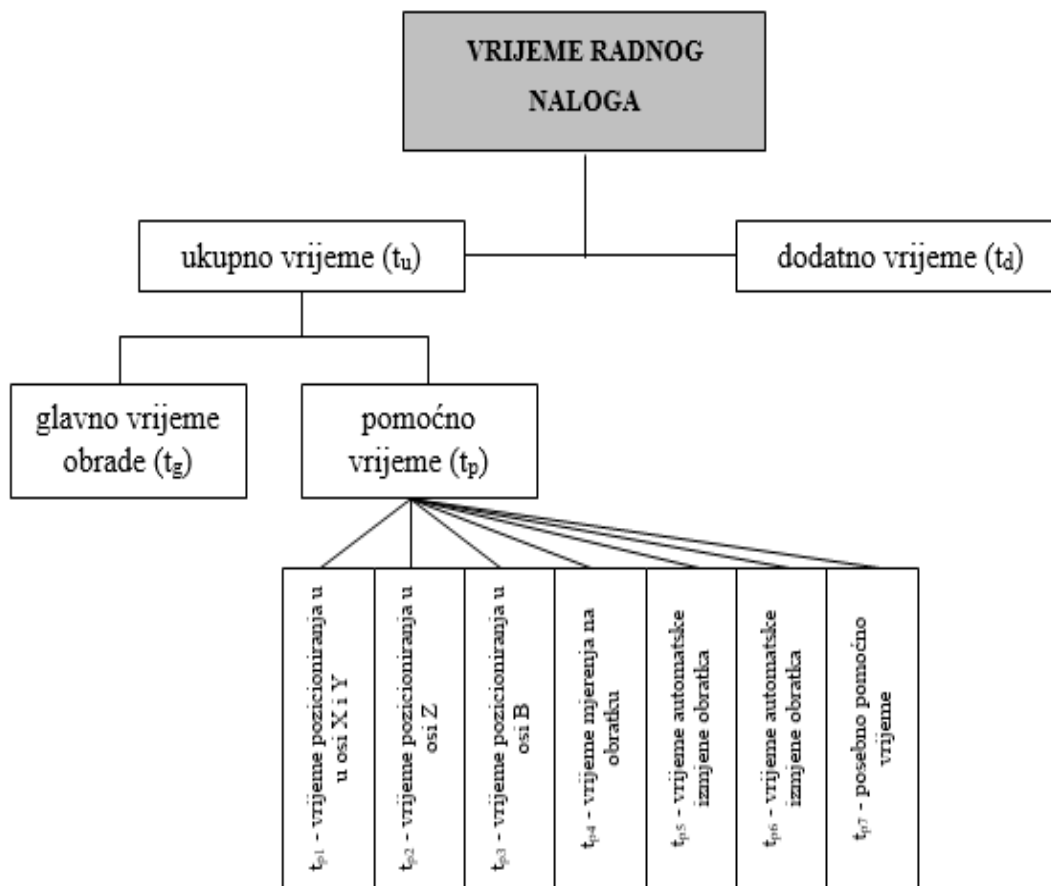 VRIJEME RADNOG
NALOGA
ukupno vrijeme (tu)
dodatno vrijeme (td)
glavno vrijeme
obrade (tg)
pomoćno
vrijeme (tp)
tp1 - vrijeme pozicioniranja u
u osi X i Y
tp2 - vrijeme pozicioniranja u
osi Z
tp3 - vrijeme pozicioniranja u
osi B
tp4 - vrijeme mjerenja na
obratku
tp5 - vrijeme automatske
izmjene obratka
tp6 - vrijeme automatske
izmjene obratka
tp7 - posebno pomoćno
vrijeme